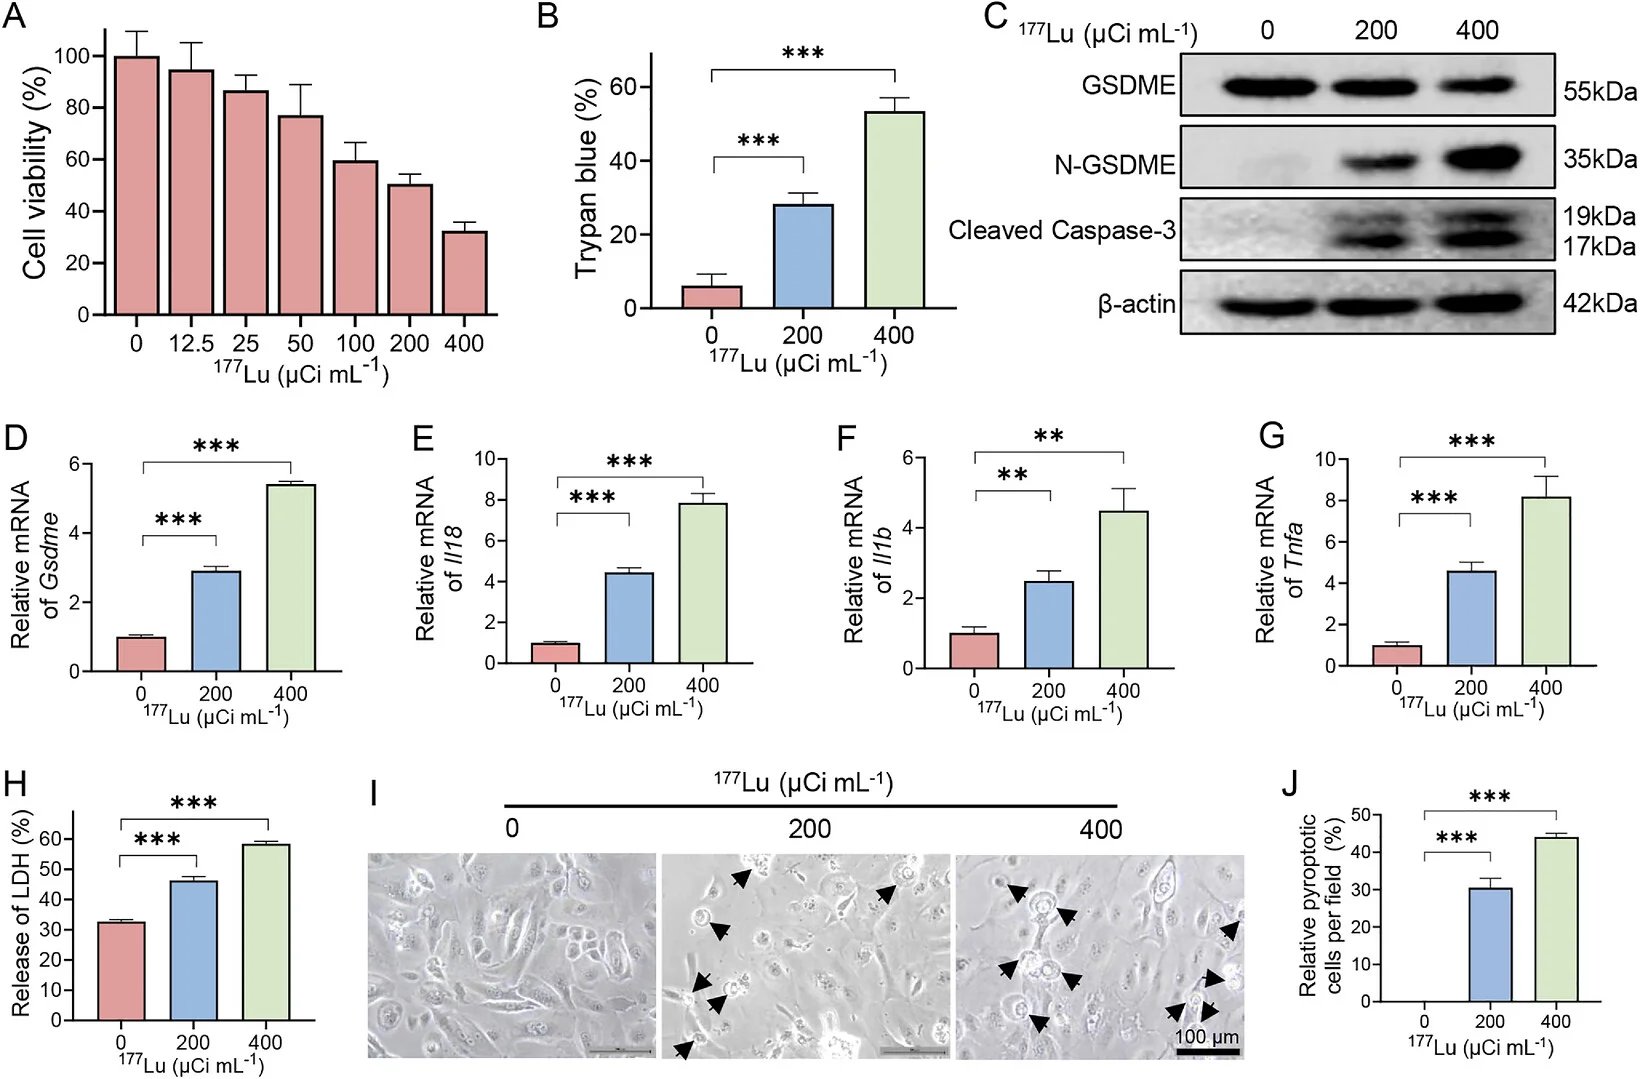 A
Cell viability (%)
100
80
60
40
20
0
0 12.5 25 50 100 200 400
¹⁷⁷Lu (μCi mL⁻¹)
B
Trypan blue (%)
60
40
20
0
***
***
0 200 400
¹⁷⁷Lu (μCi mL⁻¹)
C
¹⁷⁷Lu (μCi mL⁻¹) 0 200 400
GSDME 55kDa
N-GSDME 35kDa
Cleaved Caspase-3 19kDa
17kDa
β-actin 42kDa
D
Relative mRNA
of Gsdme
6
4
2
0
***
***
0 200 400
¹⁷⁷Lu (μCi mL⁻¹)
E
Relative mRNA
of Il18
10
8
6
4
2
0
***
***
0 200 400
¹⁷⁷Lu (μCi mL⁻¹)
F
Relative mRNA
of Il1b
6
4
2
0
**
**
0 200 400
¹⁷⁷Lu (μCi mL⁻¹)
G
Relative mRNA
of Tnfa
10
8
6
4
2
0
***
***
0 200 400
¹⁷⁷Lu (μCi mL⁻¹)
H
Release of LDH (%)
60
50
40
30
20
10
0
***
***
0 200 400
¹⁷⁷Lu (μCi mL⁻¹)
I
¹⁷⁷Lu (μCi mL⁻¹)
0 200 400
100 μm
J
Relative pyroptotic
cells per field (%)
50
40
30
20
10
0
***
***
0 200 400
¹⁷⁷Lu (μCi mL⁻¹)